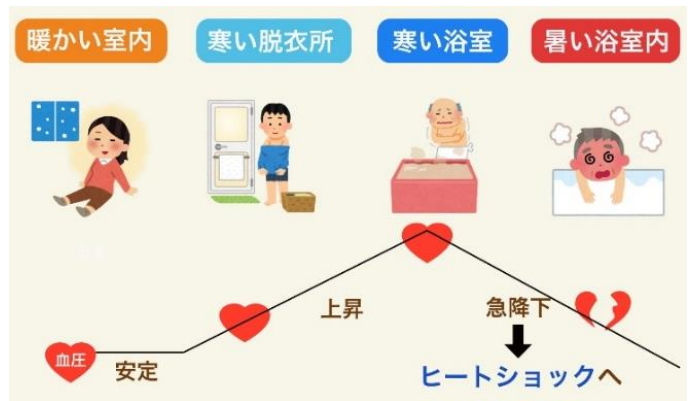 暖かい室内
寒い脱衣所
寒い浴室
暑い浴室内
血圧
安定
上昇
急降下
ヒートショックへ